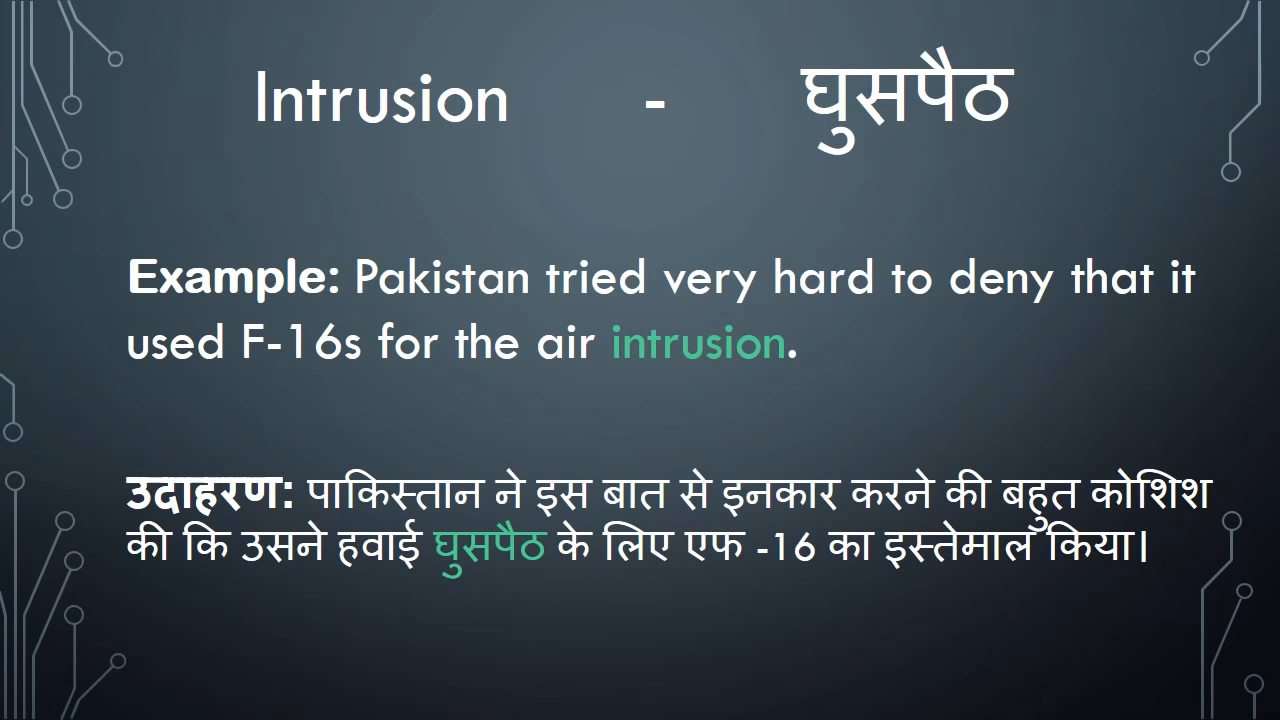 Intrusion - घुसपैठ
Example: Pakistan tried very hard to deny that it
used F-16s for the air intrusion.
उदाहरण: पाकिस्तान ने इस बात से इनकार करने की बहुत कोशिश
की कि उसने हवाई घुसपैठ के लिए एफ -16 का इस्तेमाल किया।